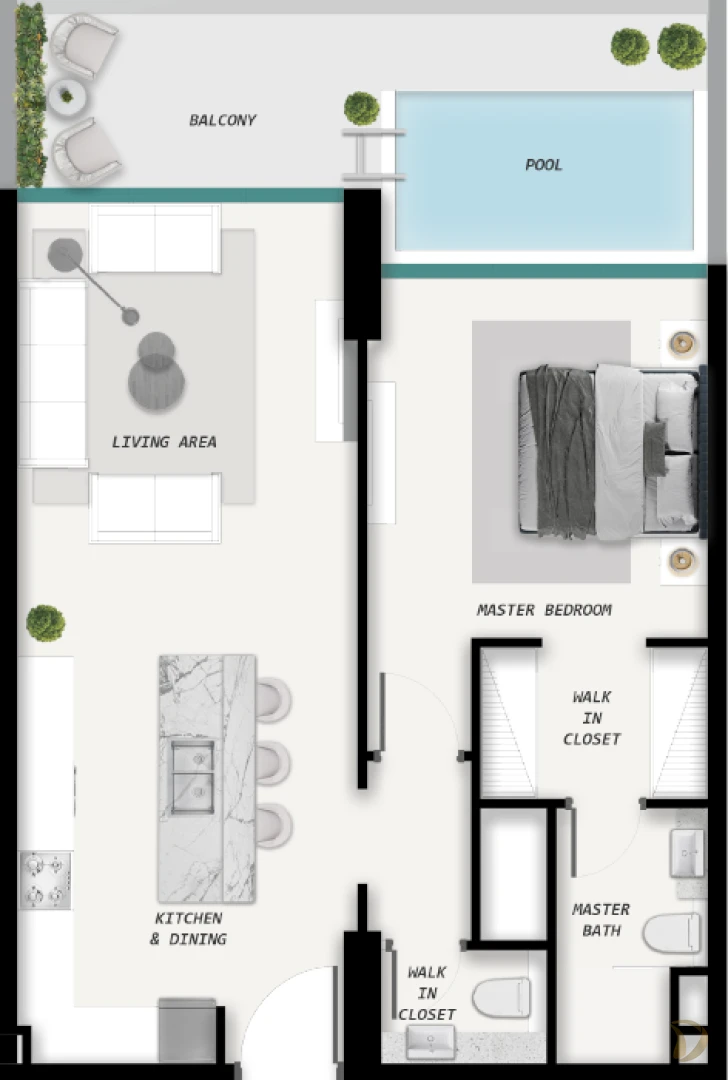 BALCONY
POOL
LIVING AREA
MASTER BEDROOM
WALK
IN
CLOSET
KITCHEN
& DINING
MASTER
BATH
WALK
IN
CLOSET